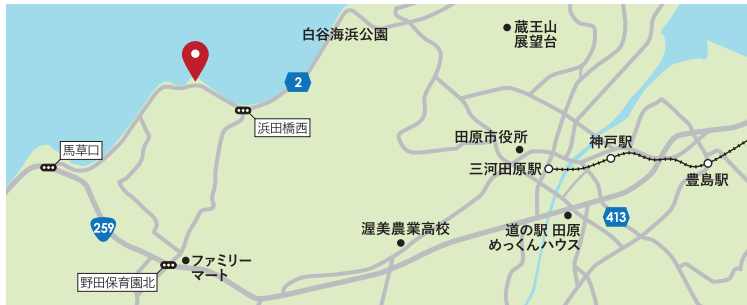 白谷海浜公園
蔵王山
展望台
2
浜田橋西
馬草口
田原市役所
神戸駅
三河田原駅
豊島駅
259
渥美農業高校
道の駅 田原
めっくんハウス
413
ファミリー
マート
野田保育園北